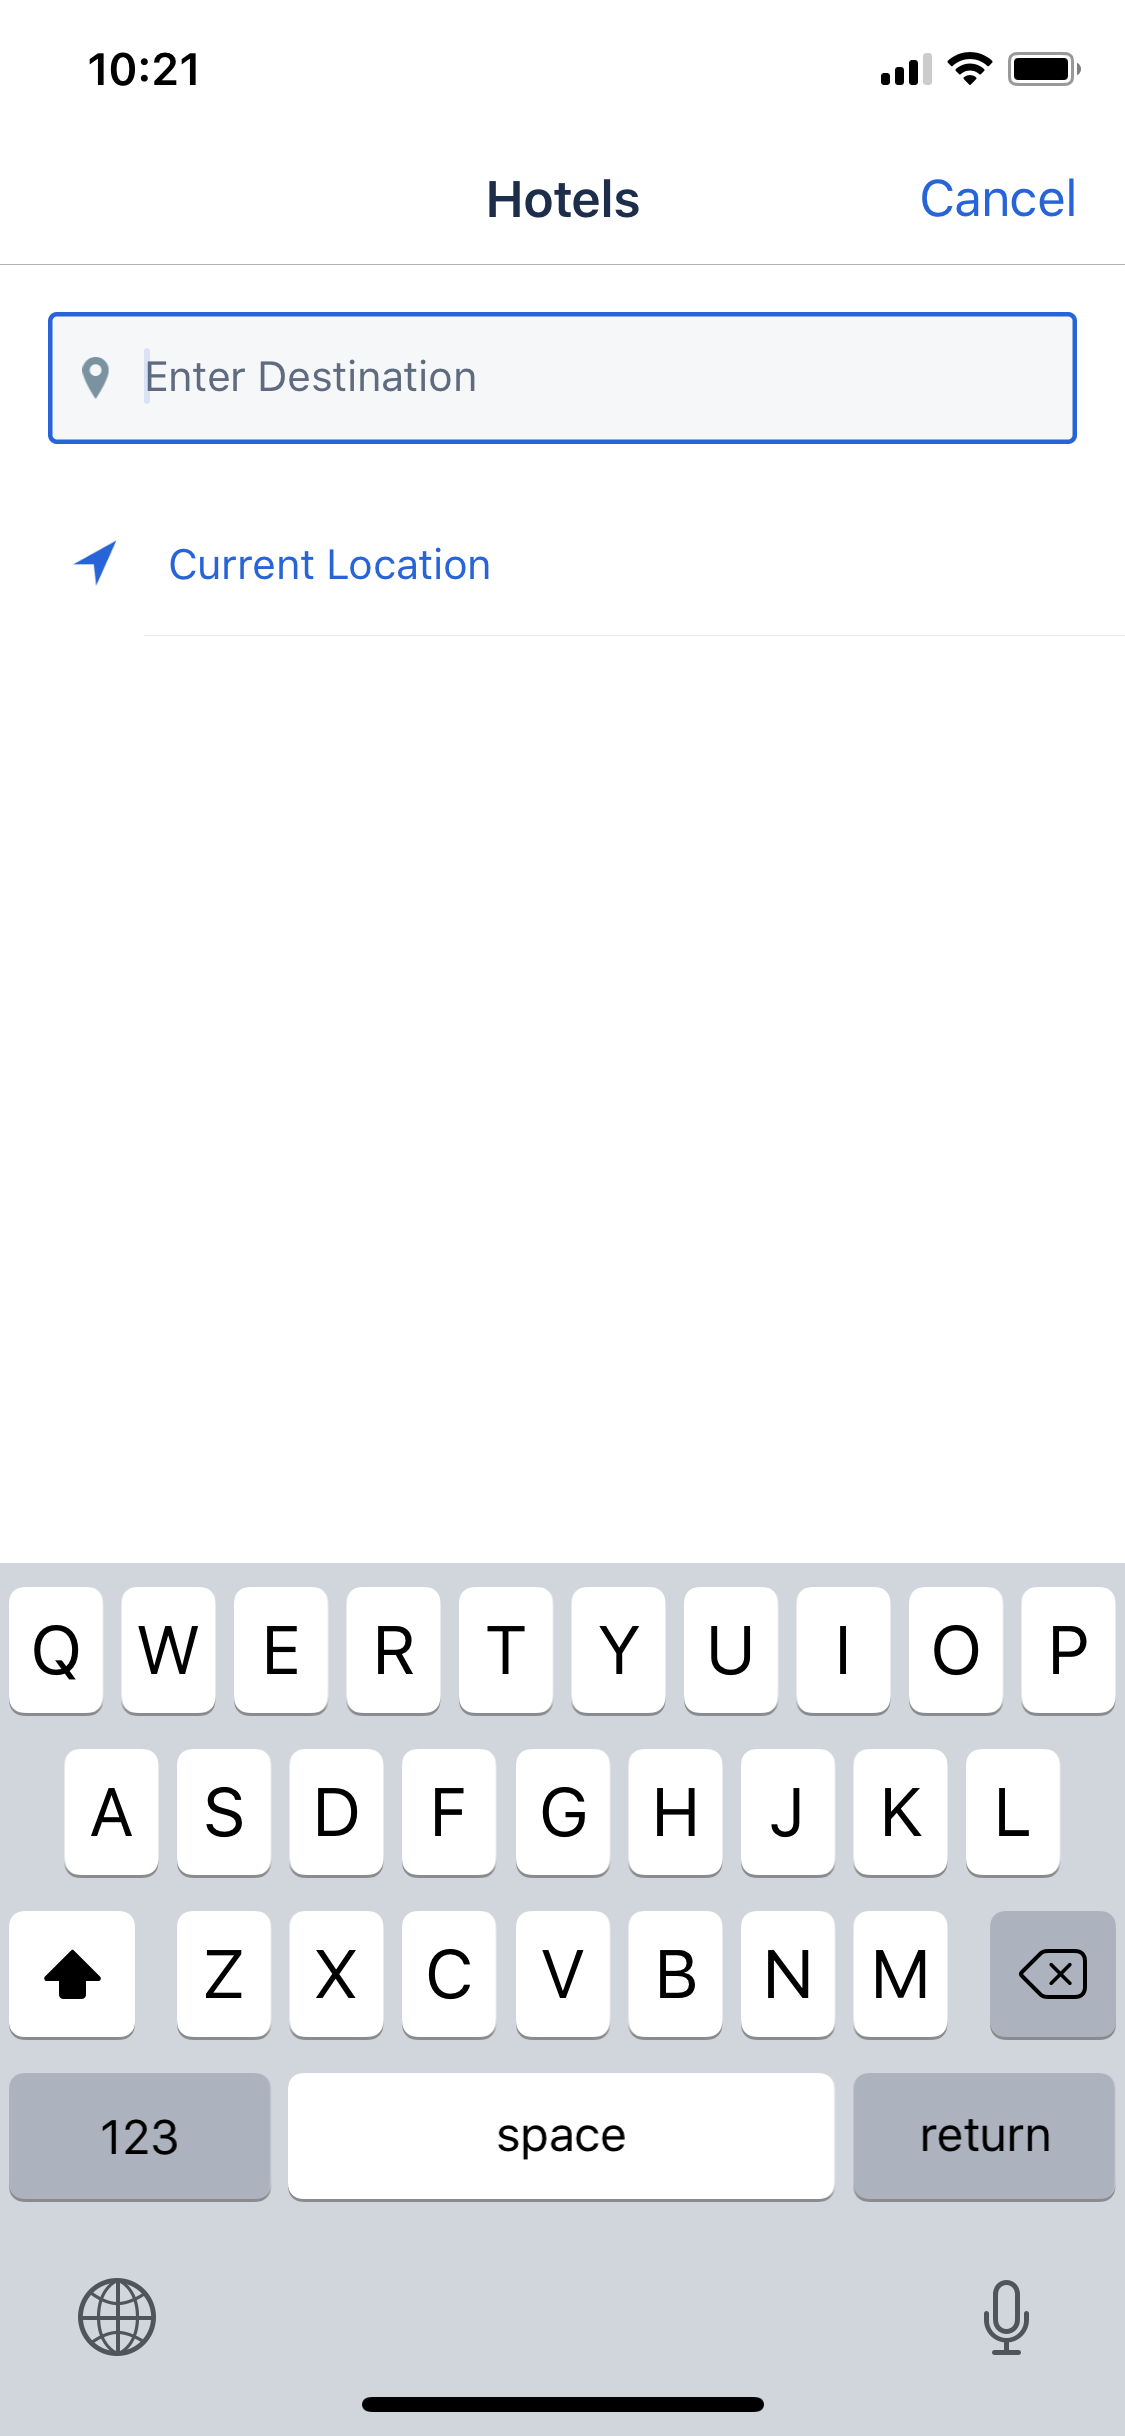 10:21
Hotels
Cancel
Enter Destination
Current Location
Q W E R T Y U I O P
A S D F G H J K L
Z X C V B N M
123 space return